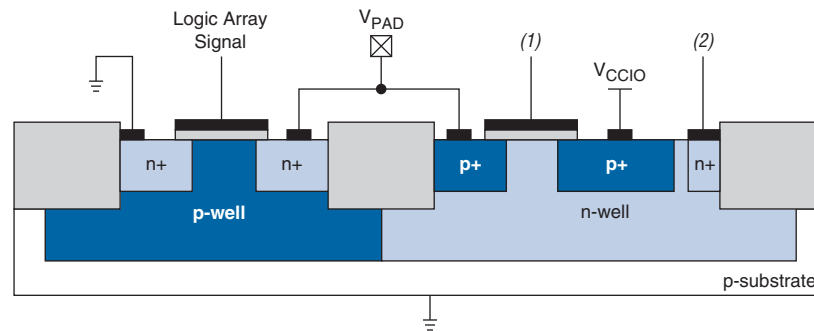 Logic Array
Signal
VPAD
(1)
(2)
VCCIO
n+
n+
p+
p+
n+
p-well
n-well
p-substrate